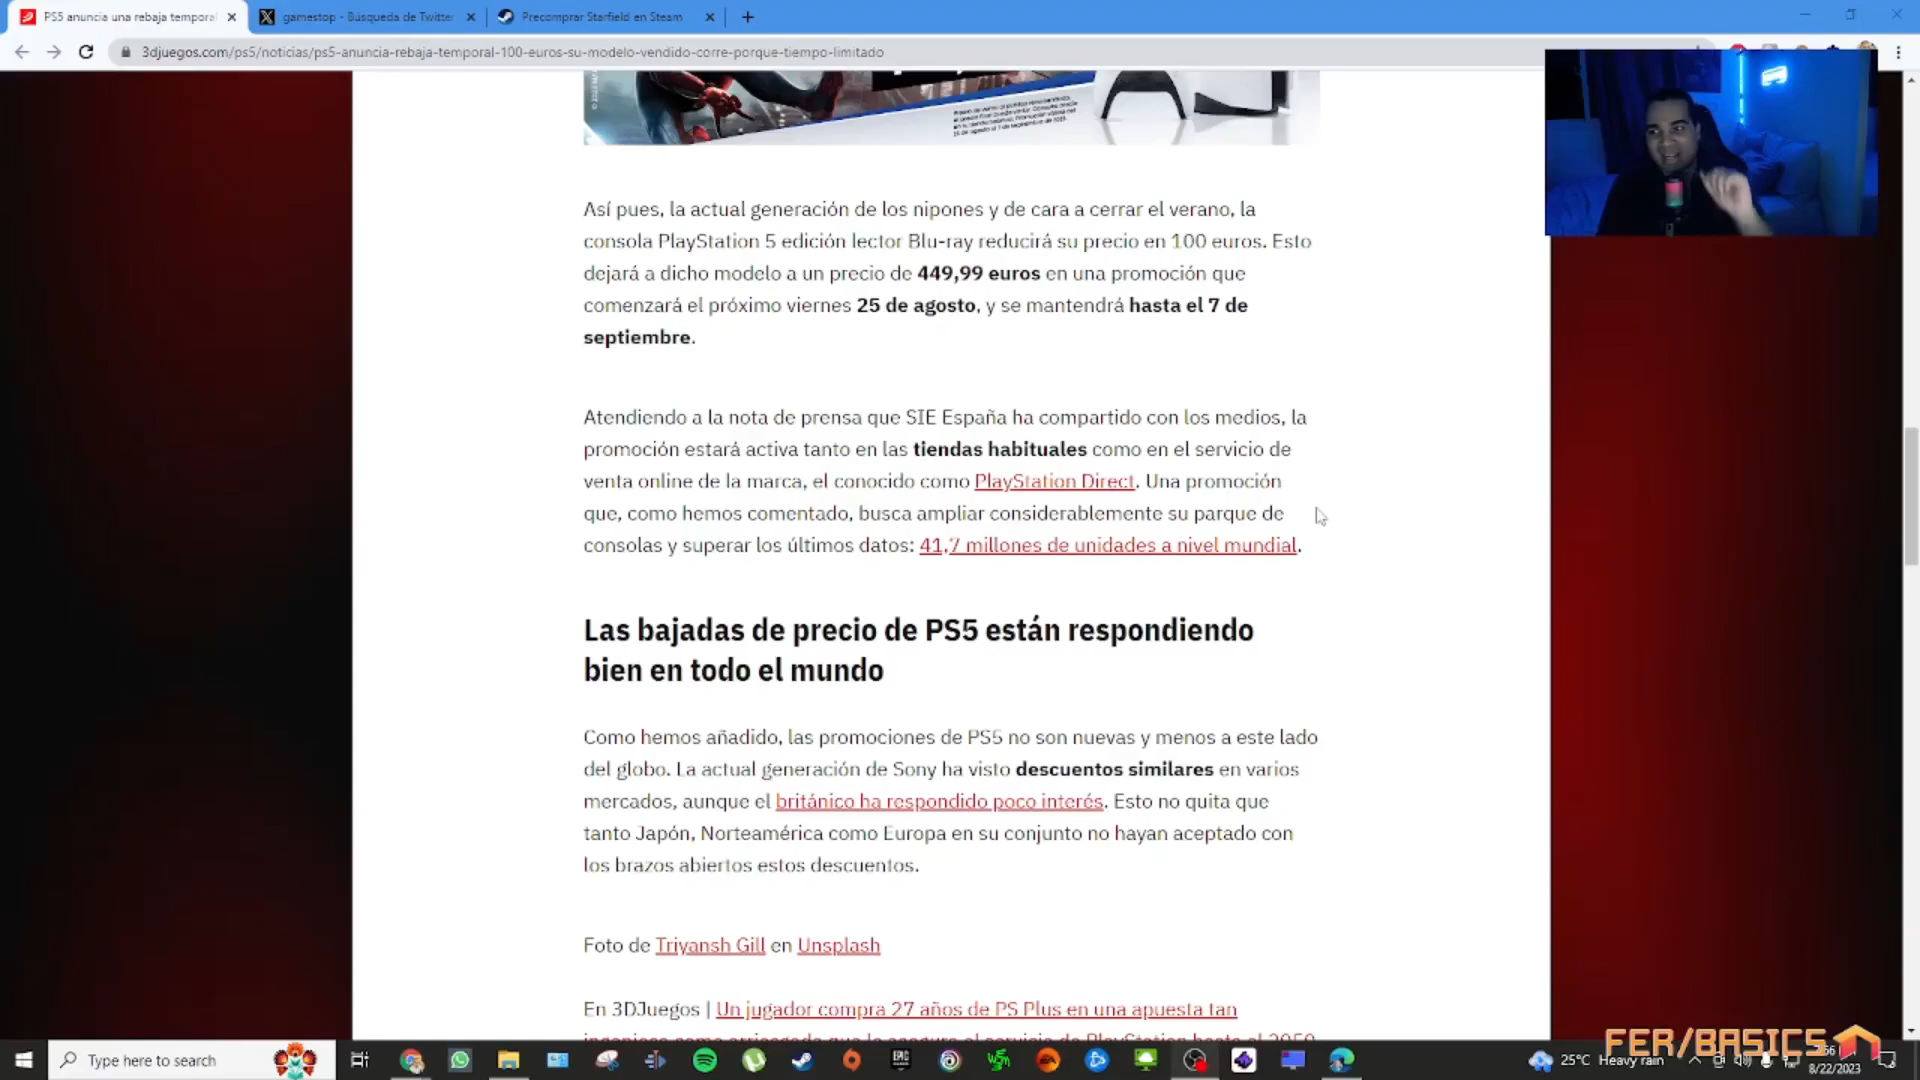 PS5 anuncia una rebaja tempora
gamestop - Búsqueda de Twitter
Precomprar Starfield en Steam
3djuegos.com/ps5/noticias/ps5-anuncia-rebaja-temporal-100-euros-su-modelo-vendido-corre-porque-tiempo-limitado
Así pues, la actual generación de los nipones y de cara a cerrar el verano, la
consola PlayStation 5 edición lector Blu-ray reducirá su precio en 100 euros. Esto
dejará a dicho modelo a un precio de 449,99 euros en una promoción que
comenzará el próximo viernes 25 de agosto, y se mantendrá hasta el 7 de
septiembre.
Atendiendo a la nota de prensa que SIE España ha compartido con los medios, la
promoción estará activa tanto en las tiendas habituales como en el servicio de
venta online de la marca, el conocido como PlayStation Direct. Una promoción
que, como hemos comentado, busca ampliar considerablemente su parque de
consolas y superar los últimos datos: 41,7 millones de unidades a nivel mundial.
Las bajadas de precio de PS5 están respondiendo
bien en todo el mundo
Como hemos añadido, las promociones de PS5 no son nuevas y menos a este lado
del globo. La actual generación de Sony ha visto descuentos similares en varios
mercados, aunque el británico ha respondido poco interés. Esto no quita que
tanto Japón, Norteamérica como Europa en su conjunto no hayan aceptado con
los brazos abiertos estos descuentos.
Foto de Triyansh Gill en Unsplash
En 3DJuegos | Un jugador compra 27 años de PS Plus en una apuesta tan
FER/BASICS
Type here to search
EPIC
EA
25°C Heavy rain
8/22/2023